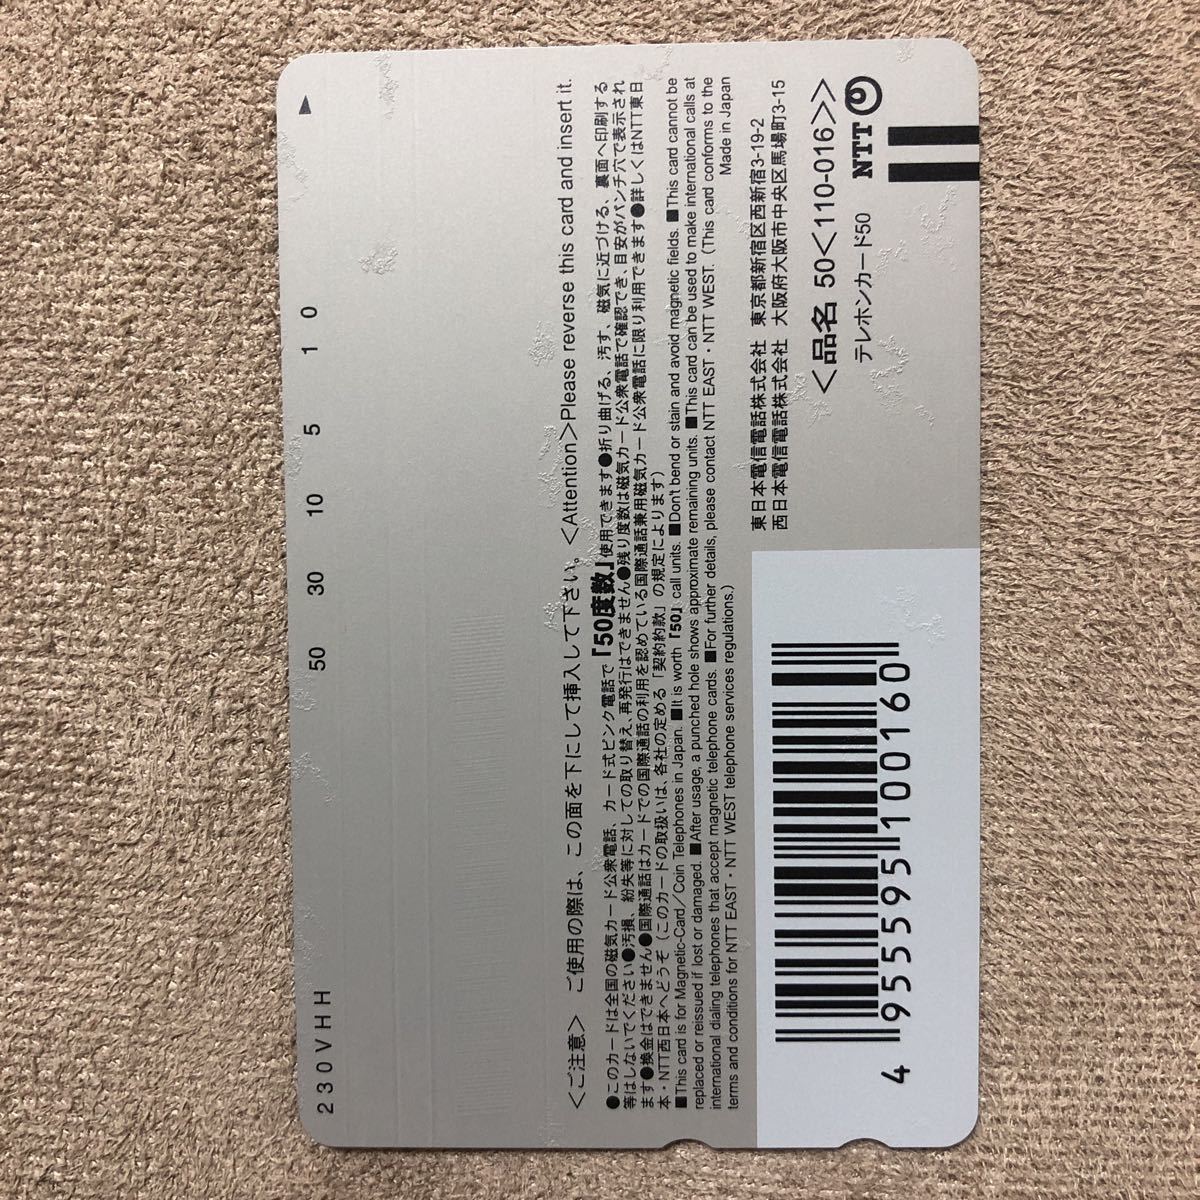 230VHH
50 30 10 5 1 0
<ご注意> ご使用の際は、この面を下にして挿入して下さい。<Attention>Please reverse this card and insert it.
●このカードは全国の磁気カード公衆電話、カード式ピンク電話で「50度数」使用できます●折り曲げる、汚す、磁気に近づける、裏面へ印刷する
等はしないでください●汚損、紛失等に対しての取り替え、再発行はできません●残り度数は磁気カード公衆電話で確認でき、目安がパンチ穴で表示され
ます●換金はできません●国際通話はカードでの国際通話の利用を認めている国際通話兼用磁気カード公衆電話に限り利用できます●詳しくはNTT東日
本・NTT西日本へどうぞ（このカードの取扱いは、各社の定める「契約約款」の規定によります）
■This card is for Magnetic-Card/Coin Telephones in Japan. ■It is worth「50」call units. ■Don't bend or stain and avoid magnetic fields. ■This card cannot be
replaced or reissued if lost or damaged. ■After usage, a punched hole shows approximate remaining units. ■This card can be used to make international calls at
international dialing telephones that accept magnetic telephone cards. ■For further details, please contact NTT EAST・NTT WEST. (This card conforms to the
terms and conditions for NTT EAST・NTT WEST telephone services regulations.)
Made in Japan
東日本電信電話株式会社 東京都新宿区西新宿3-19-2
西日本電信電話株式会社 大阪府大阪市中央区馬場町3-15
<品名 50<110-016>>
テレホンカード50
NTT
4 955595 100160